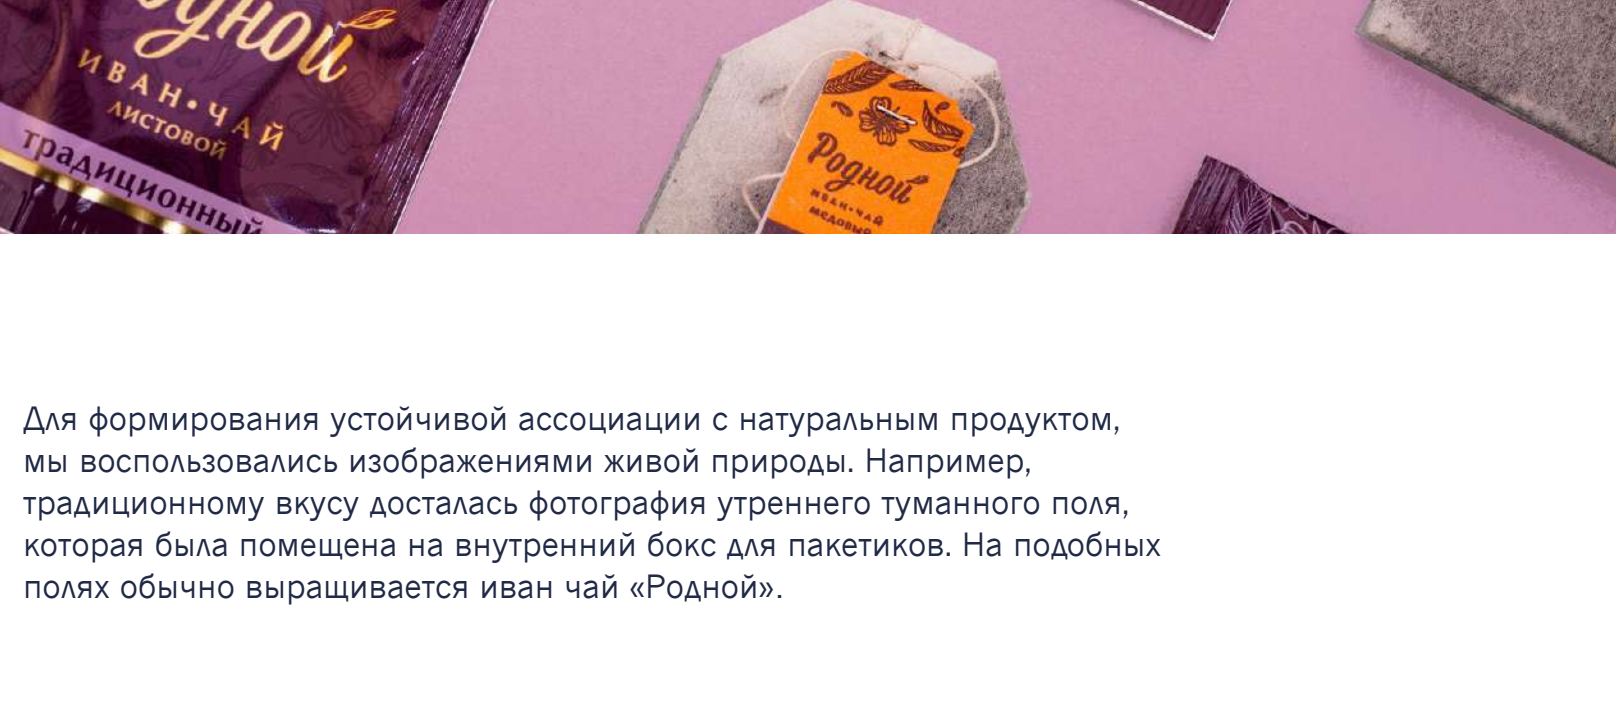 Родной
ИВАН•ЧАЙ
ЛИСТОВОЙ
традиционный
Родной
ИВАН•ЧАЙ
медовый
Для формирования устойчивой ассоциации с натуральным продуктом,
мы воспользовались изображениями живой природы. Например,
традиционному вкусу досталась фотография утреннего туманного поля,
которая была помещена на внутренний бокс для пакетиков. На подобных
полях обычно выращивается иван чай «Родной».